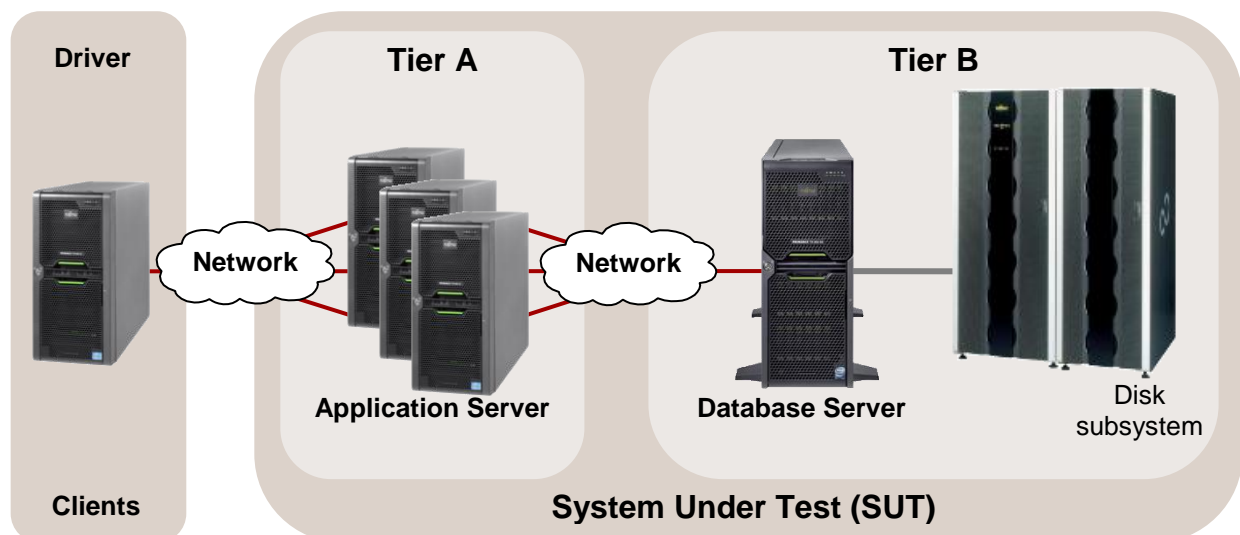 Driver
Tier A
Tier B
Network
Network
Application Server
Database Server
Disk
subsystem
Clients
System Under Test (SUT)